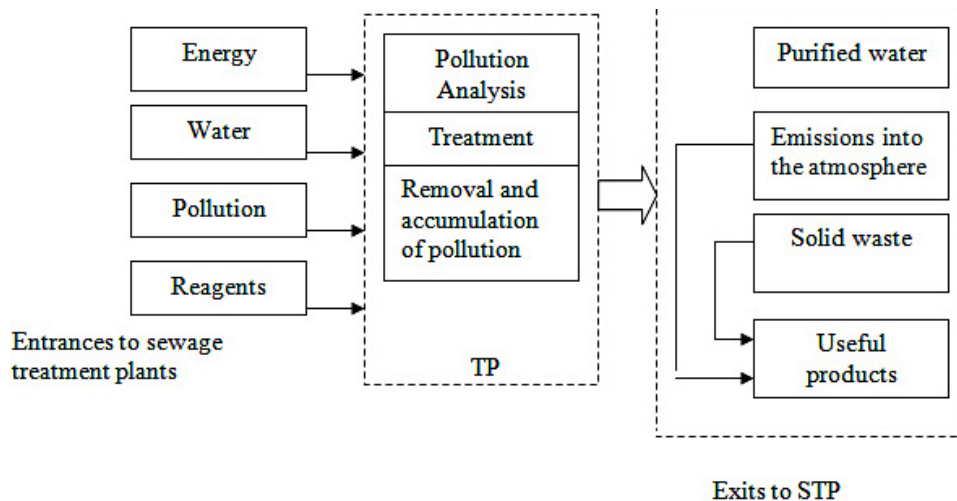 Energy
Water
Pollution
Reagents
Entrances to sewage
treatment plants
Pollution
Analysis
Treatment
Removal and
accumulation
of pollution
TP
Purified water
Emissions into
the atmosphere
Solid waste
Useful
products
Exits to STP